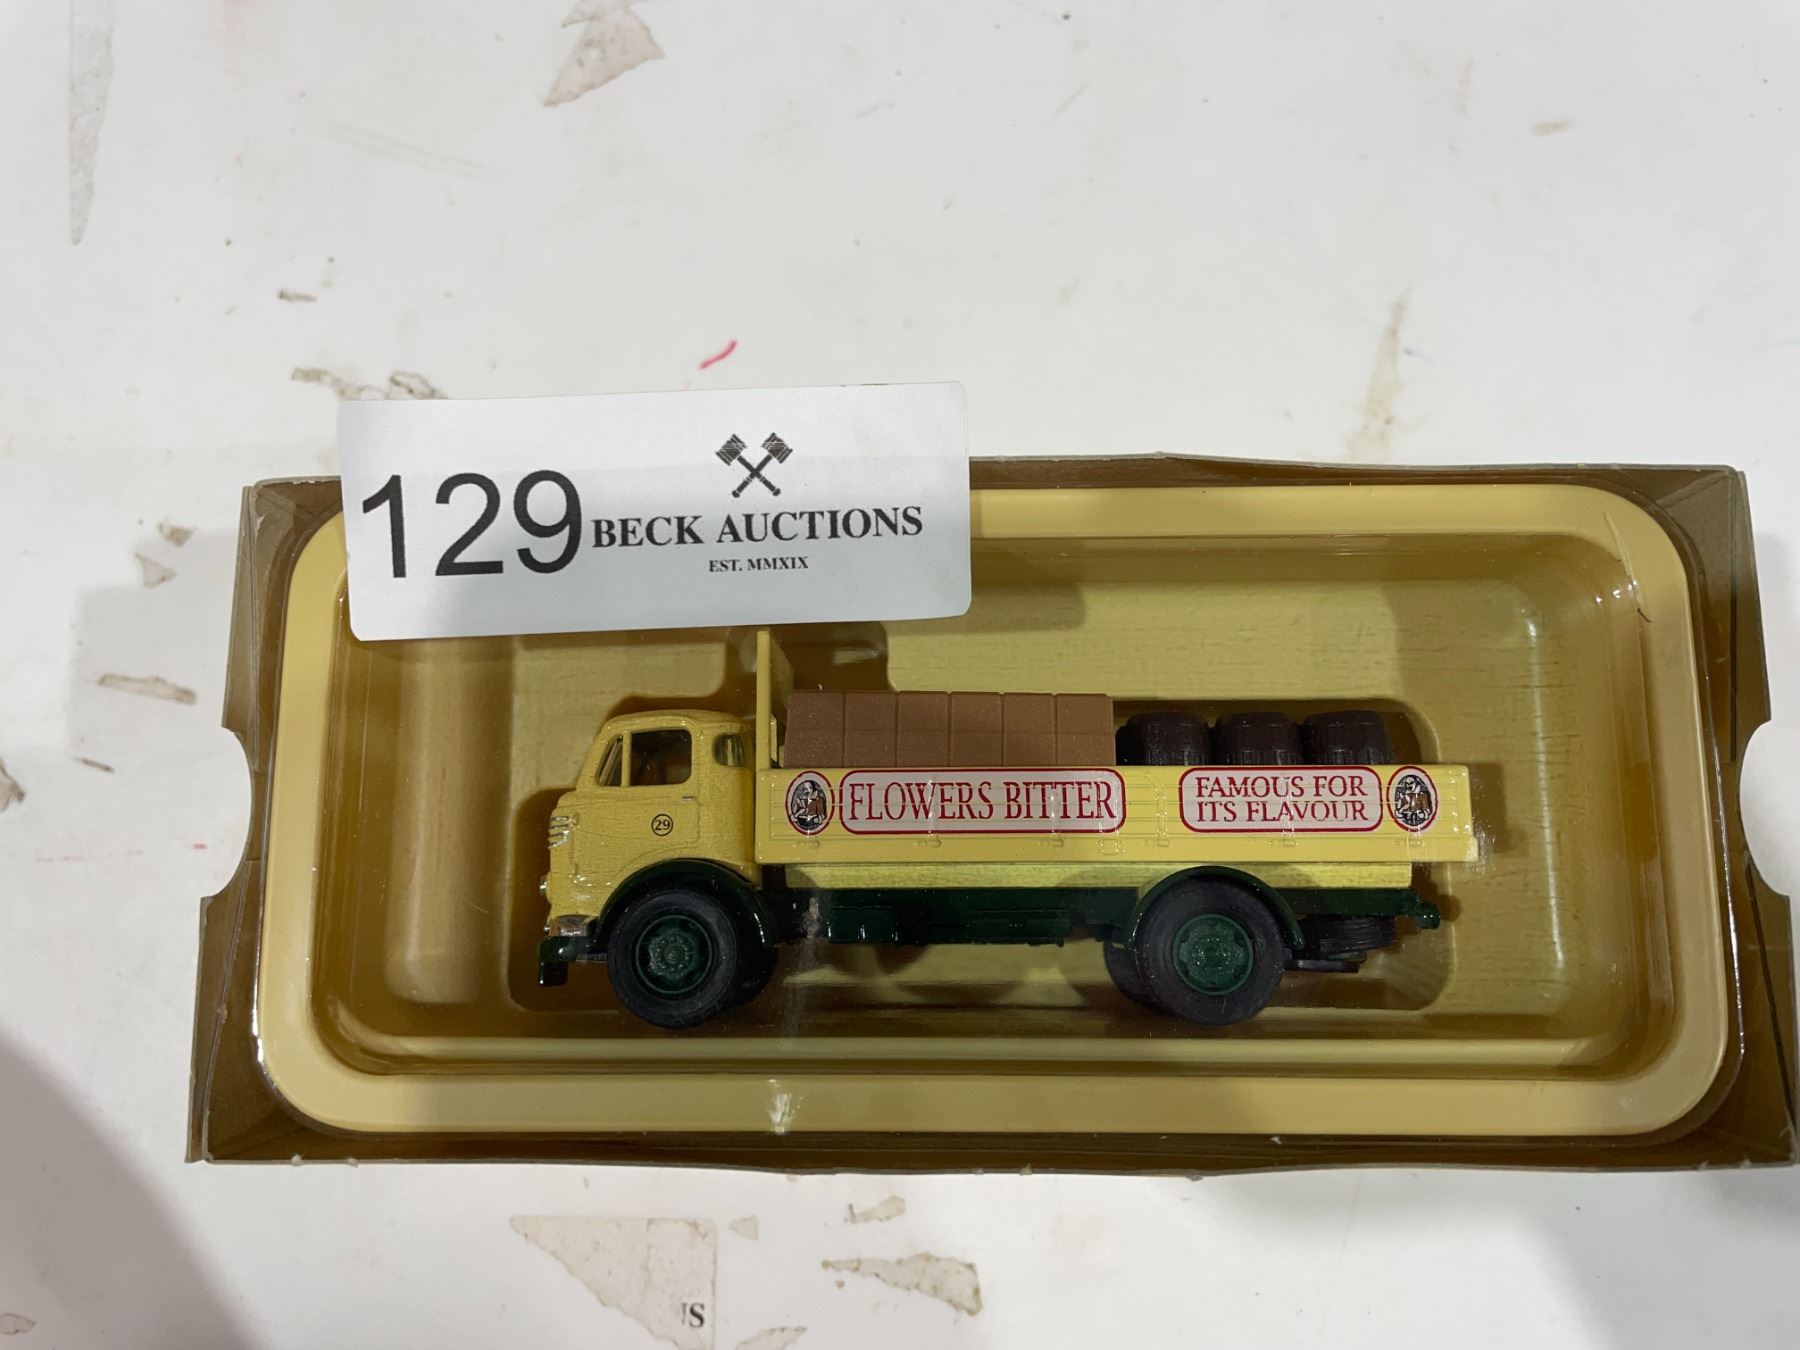 129
BECK AUCTIONS
EST. MMXIX
FLOWERS BITTER
FAMOUS FOR
ITS FLAVOUR
29